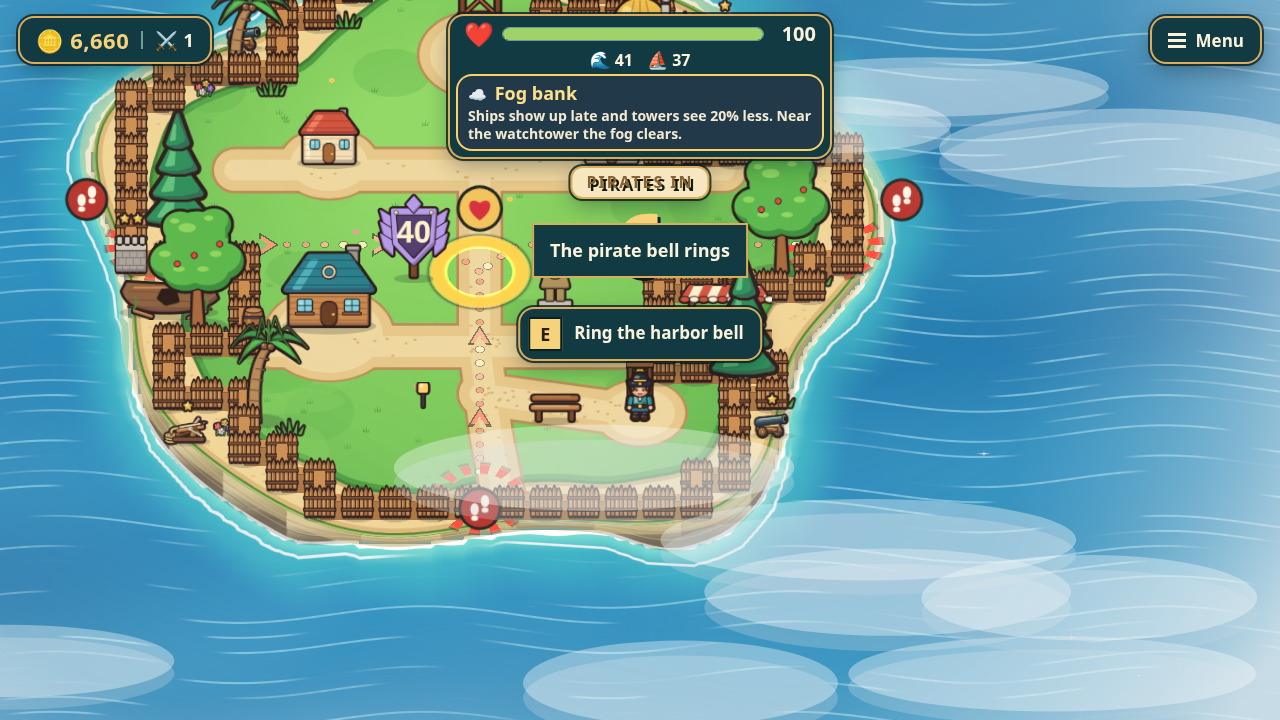 6,660 | 1
100
Menu
41 37
Fog bank
Ships show up late and towers see 20% less. Near
the watchtower the fog clears.
PIRATES IN
40
The pirate bell rings
E Ring the harbor bell